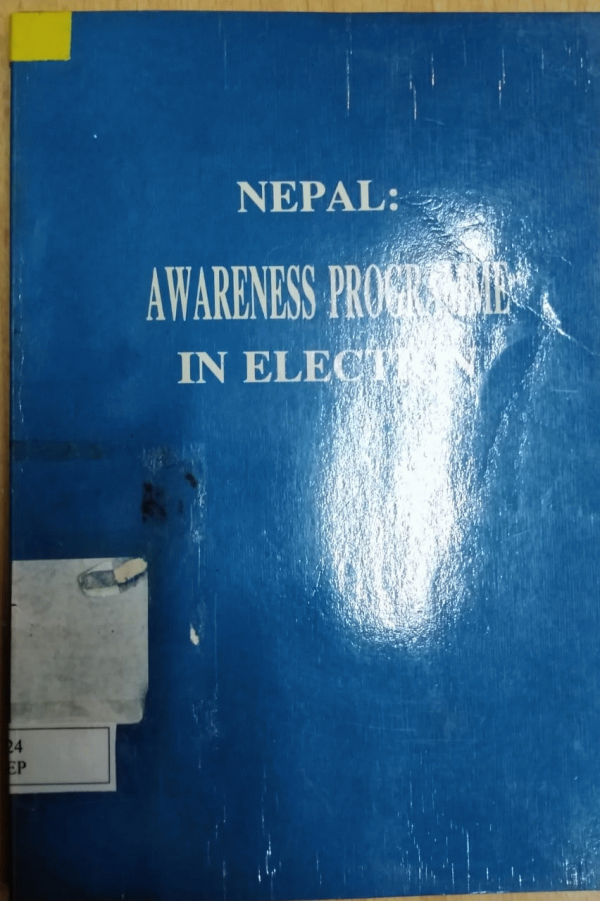 NEPAL:
AWARENESS PROGRAMME
IN ELECTION
24
EP